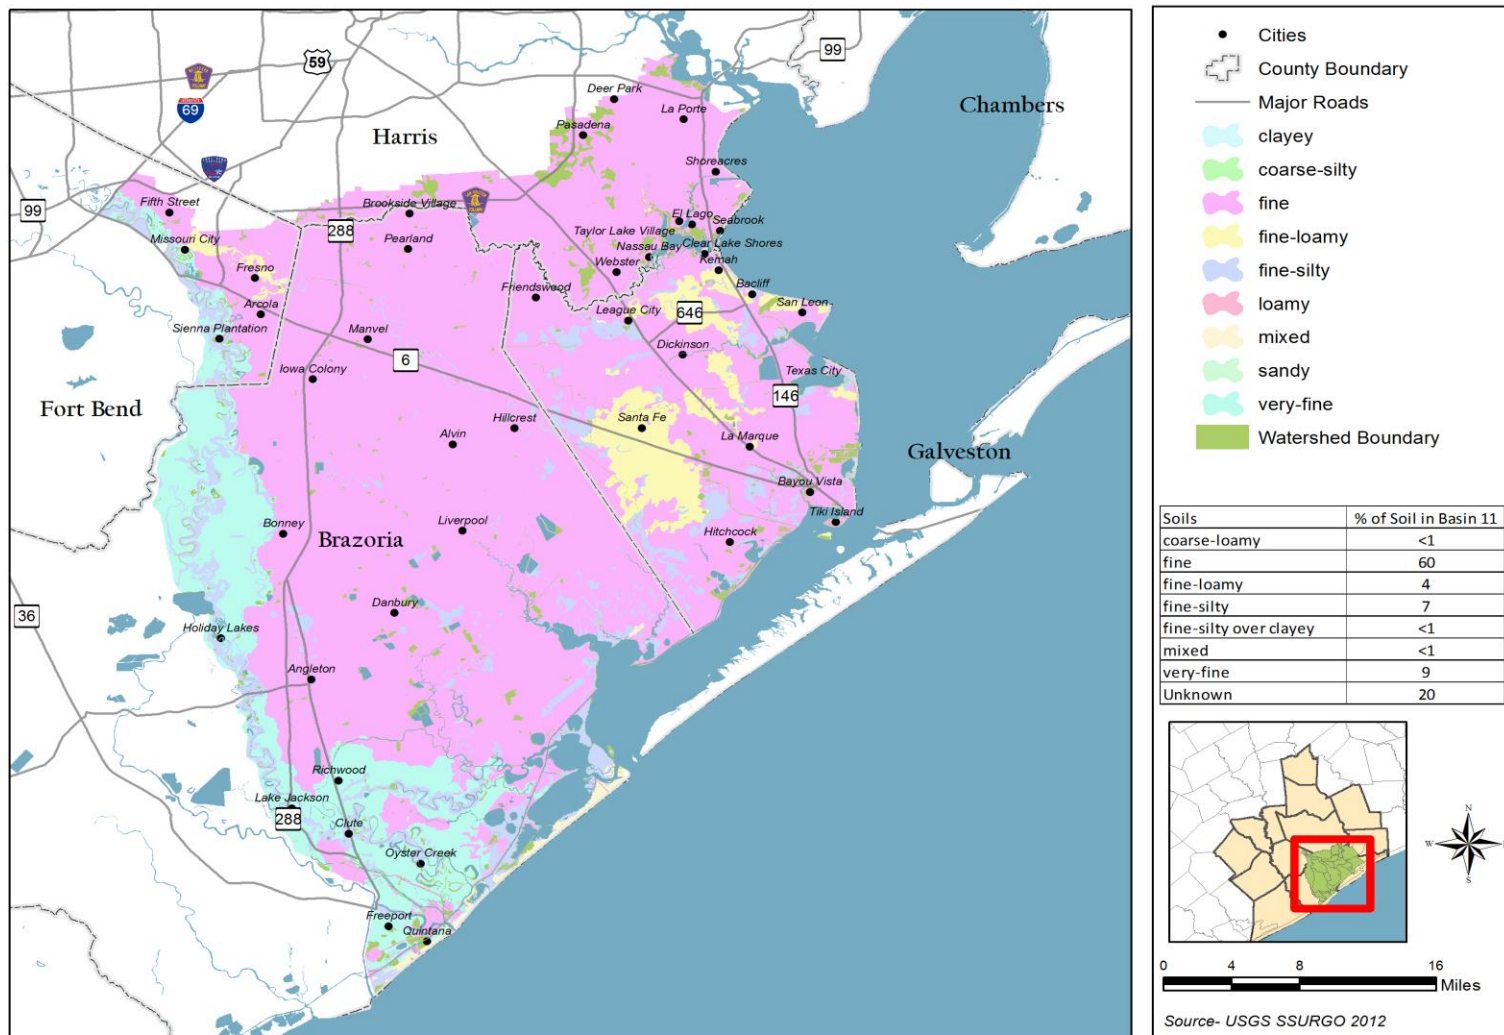 59
99
Chambers
Deer Park
La Porte
69
Harris
Pasadena
Shoreacres
99
Fifth Street
Brookside Village
El Lago
Seabrook
288
Taylor Lake Village
Missouri City
Pearland
Nassau Bay
Clear Lake Shores
Webster
Kemah
Fresno
Friendswood
Bacliff
Arcola
San Leon
League City
646
Sienna Plantation
Manvel
Dickinson
6
Iowa Colony
Texas City
146
Fort Bend
Hillcrest
Santa Fe
Alvin
La Marque
Galveston
Bayou Vista
Tiki Island
Bonney
Liverpool
Brazoria
Hitchcock
Danbury
36
Holiday Lakes
Angleton
Richwood
Lake Jackson
288
Clute
Oyster Creek
Freeport
Quintana
Cities
County Boundary
Major Roads
clayey
coarse-silty
fine
fine-loamy
fine-silty
loamy
mixed
sandy
very-fine
Watershed Boundary
Soils % of Soil in Basin 11
coarse-loamy <1
fine 60
fine-loamy 4
fine-silty 7
fine-silty over clayey <1
mixed <1
very-fine 9
Unknown 20
N
W
S
0 4 8 16
Miles
Source- USGS SSURGO 2012